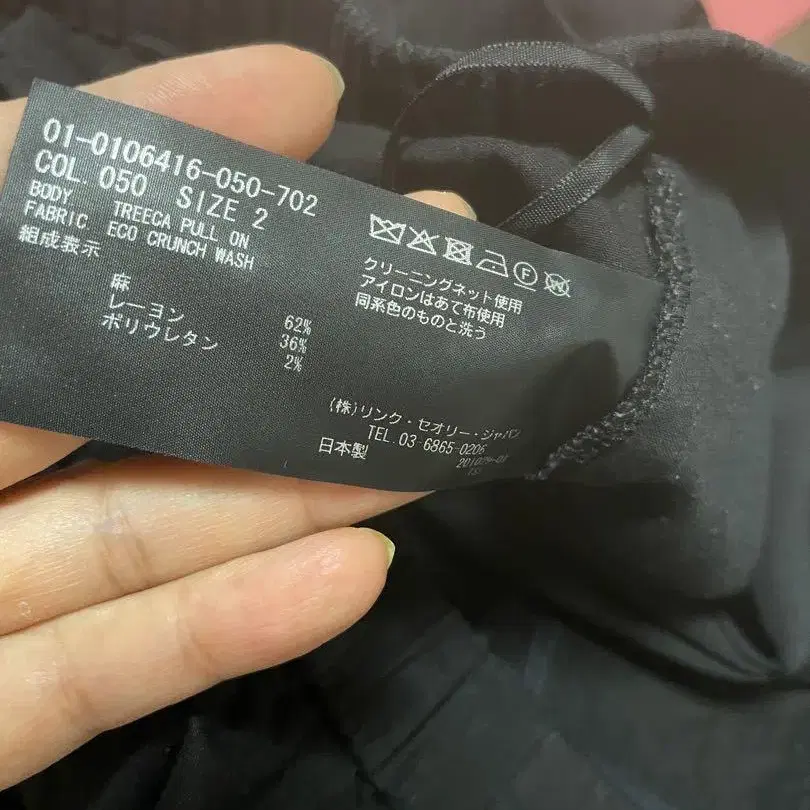 01-0106416-050-702
COL. 050 SIZE 2
BODY TREECA PULL ON
FABRIC ECO CRUNCH WASH
組成表示
麻 62%
レーヨン 36%
ポリウレタン 2%
F W
クリーニングネット使用
アイロンはあて布使用
同系色のものと洗う
(株)リンク・セオリー・ジャパン
TEL.03-6865-0206
日本製